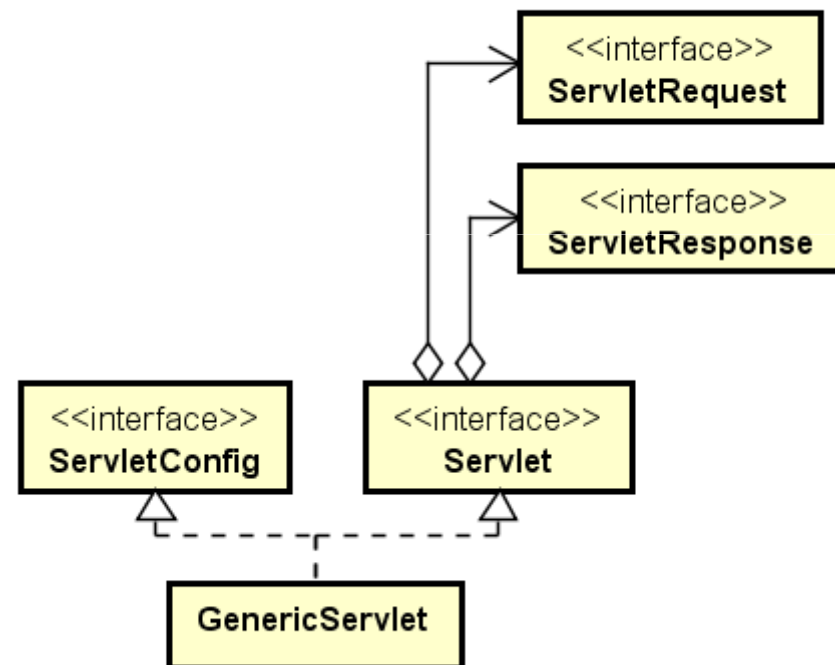 <<interface>>
ServletRequest
<<interface>>
ServletResponse
<<interface>>
ServletConfig
<<interface>>
Servlet
GenericServlet